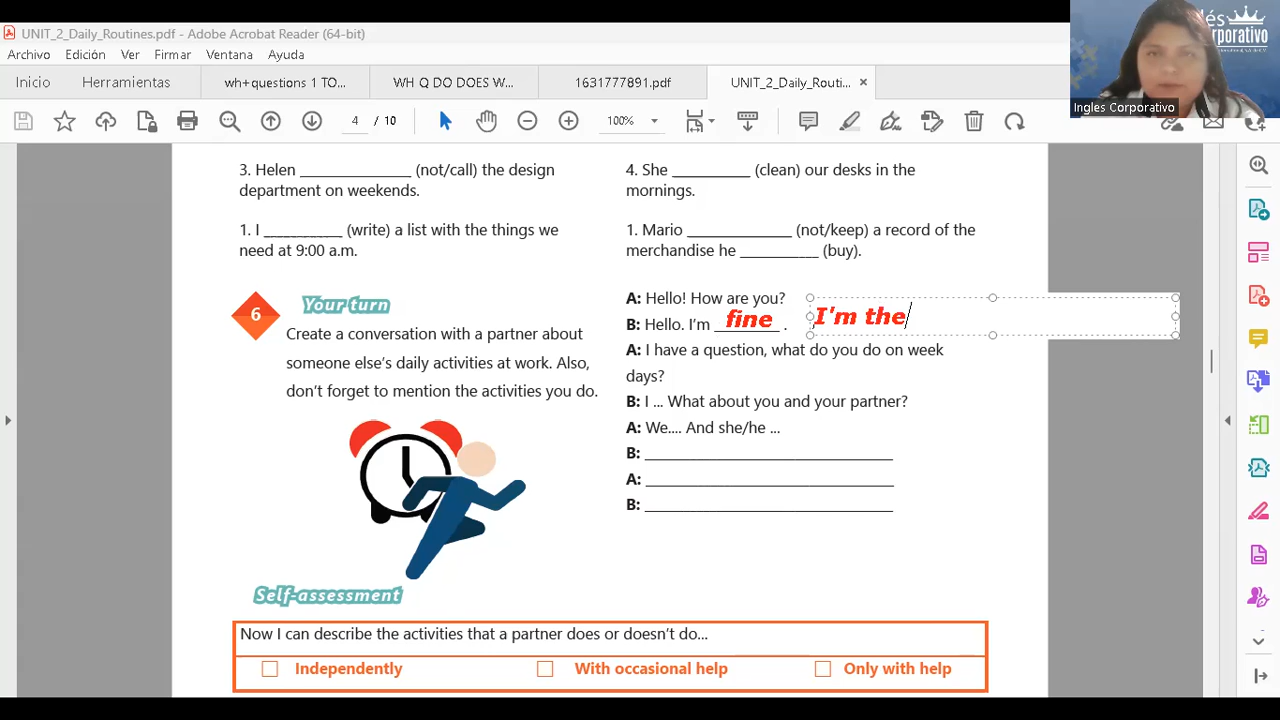 UNIT_2_Daily_Routines.pdf - Adobe Acrobat Reader (64-bit)
Archivo Edición Ver Firmar Ventana Ayuda
Inicio Herramientas wh+questions 1 TO... WH Q DO DOES W... 1631777891.pdf UNIT_2_Daily_Routi... ×
4 / 10 100%
Corporativo
Ingles Corporativo
3. Helen ______________ (not/call) the design
department on weekends.
1. I __________ (write) a list with the things we
need at 9:00 a.m.
4. She __________ (clean) our desks in the
mornings.
1. Mario _____________ (not/keep) a record of the
merchandise he __________ (buy).
6 Your turn
Create a conversation with a partner about
someone else's daily activities at work. Also,
don't forget to mention the activities you do.
A: Hello! How are you?
B: Hello. I'm fine . I'm the
A: I have a question, what do you do on week
days?
B: I ... What about you and your partner?
A: We.... And she/he ...
B: ______________________________
A: ______________________________
B: ______________________________
Self-assessment
Now I can describe the activities that a partner does or doesn't do...
Independently With occasional help Only with help